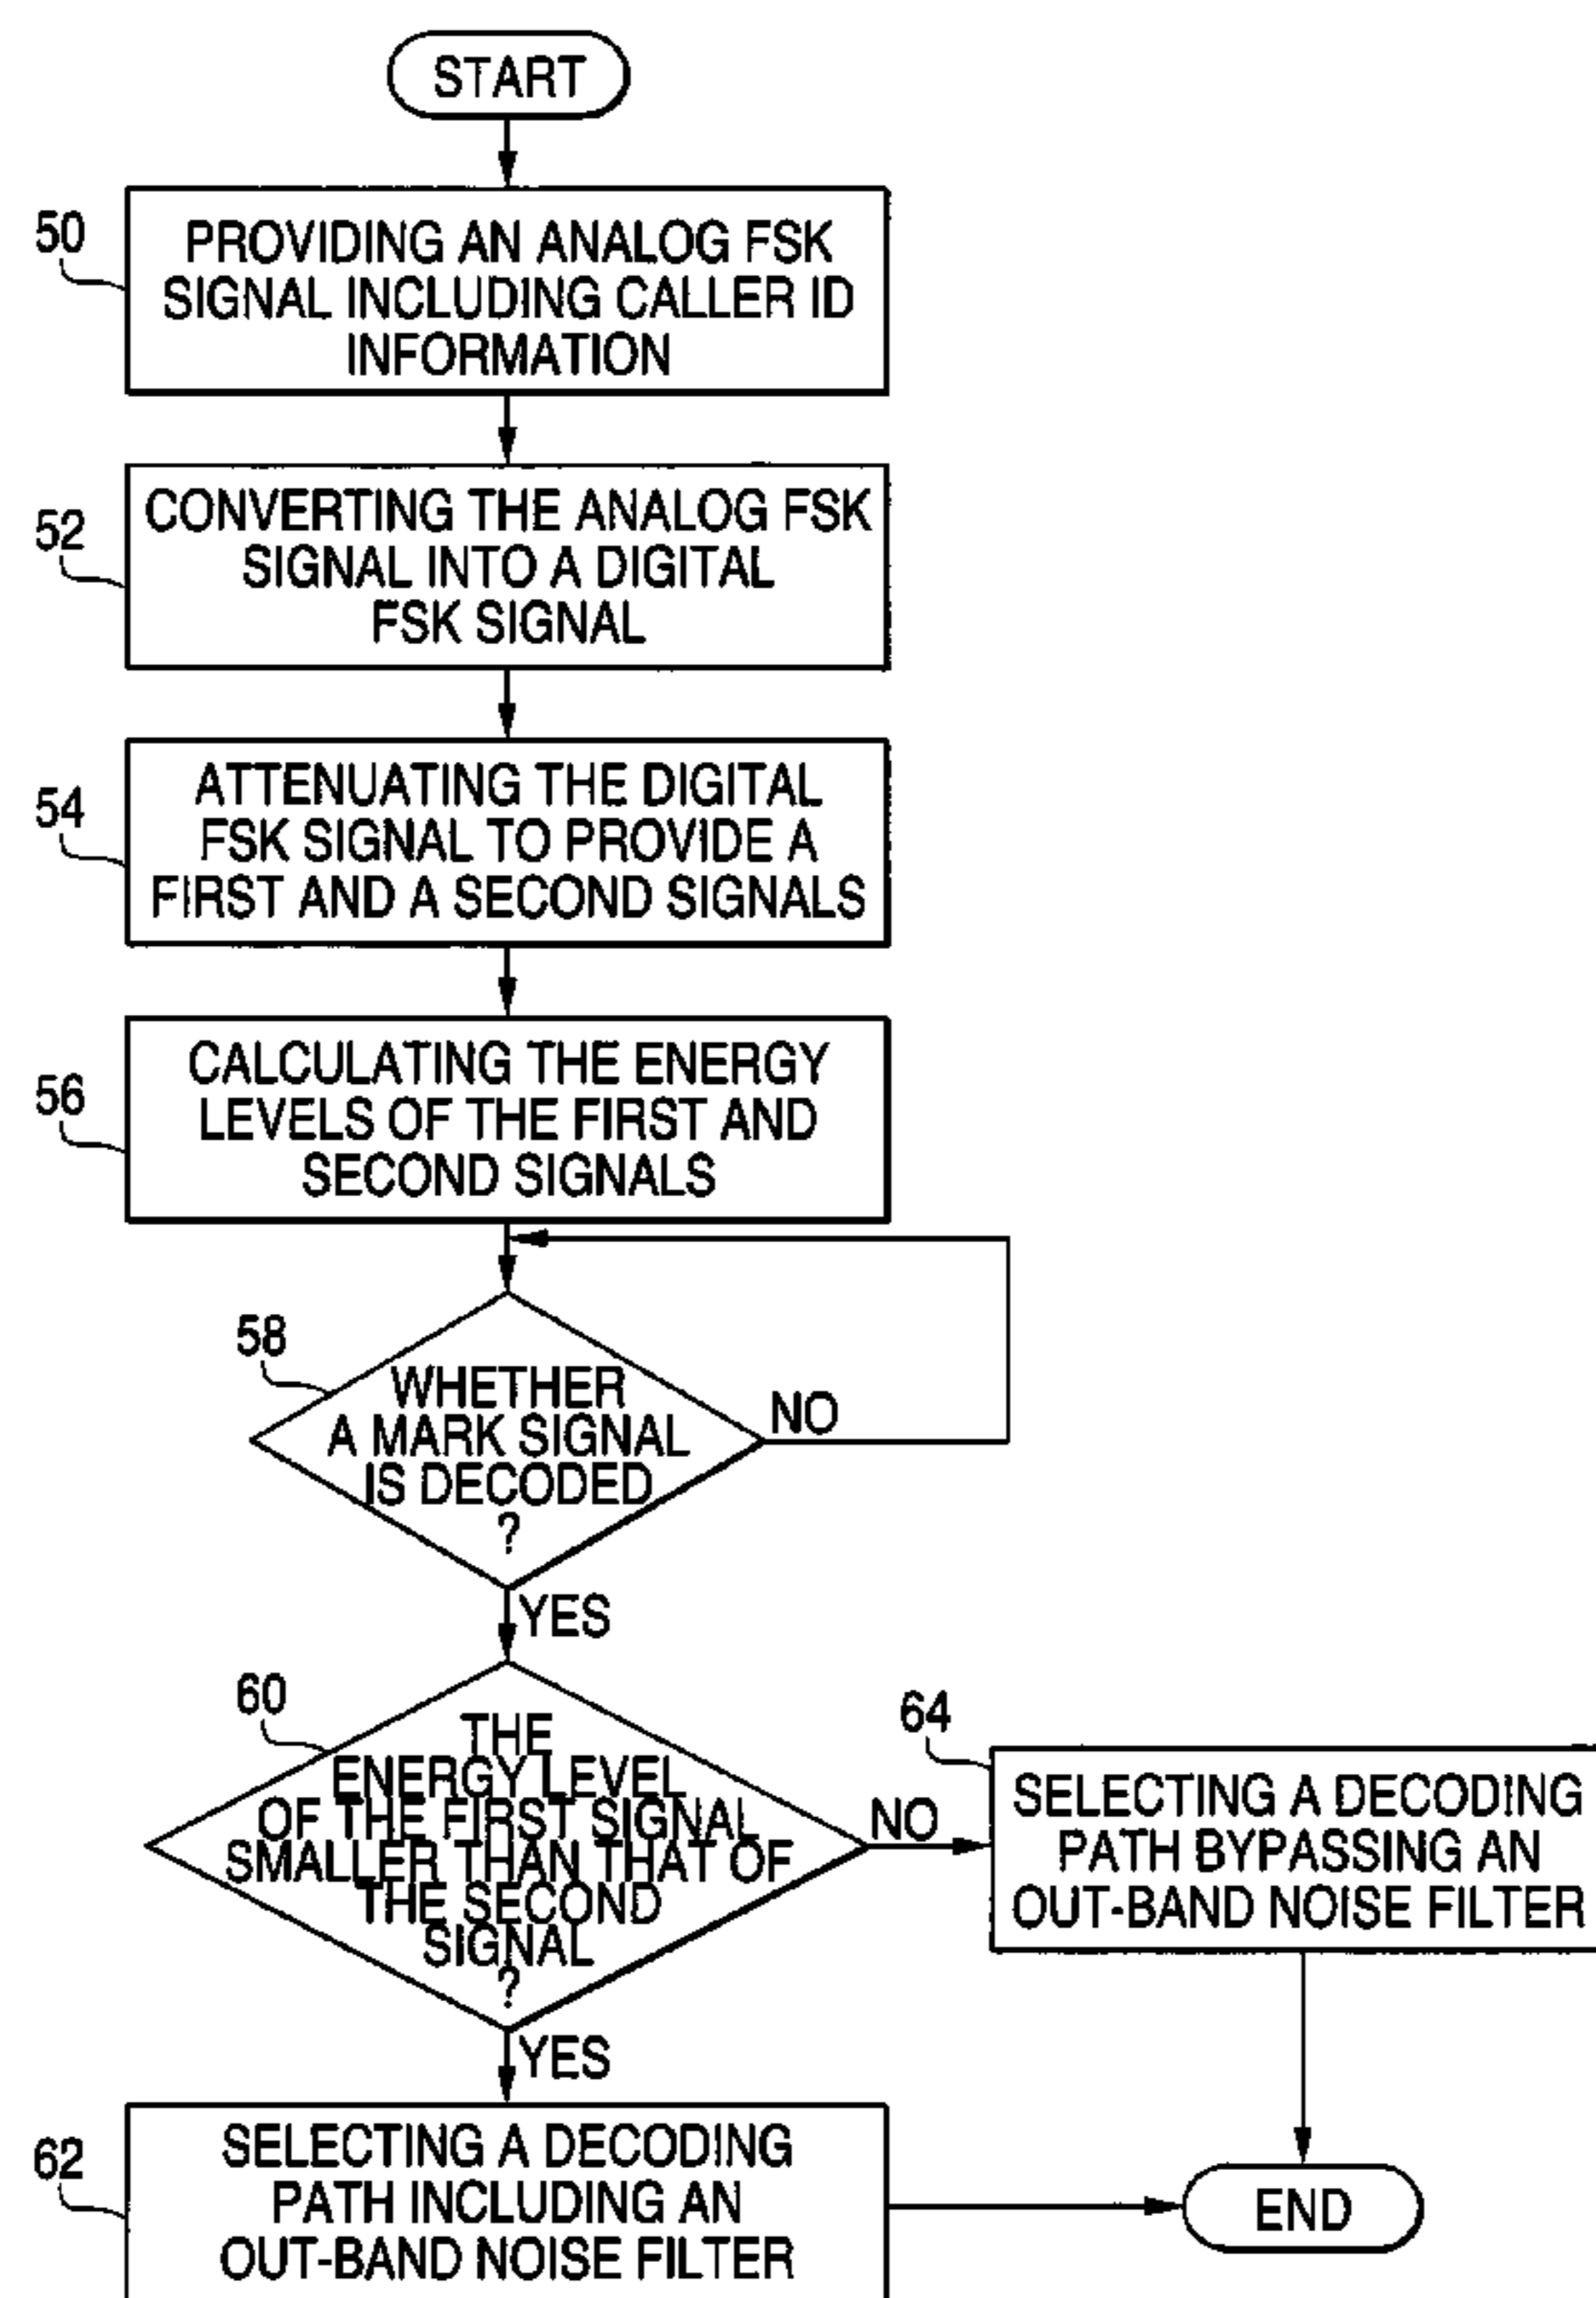 START
50
PROVIDING AN ANALOG FSK
SIGNAL INCLUDING CALLER ID
INFORMATION
52
CONVERTING THE ANALOG FSK
SIGNAL INTO A DIGITAL
FSK SIGNAL
54
ATTENUATING THE DIGITAL
FSK SIGNAL TO PROVIDE A
FIRST AND A SECOND SIGNALS
56
CALCULATING THE ENERGY
LEVELS OF THE FIRST AND
SECOND SIGNALS
58
WHETHER
A MARK SIGNAL
IS DECODED
?
NO
YES
60
THE
ENERGY LEVEL
OF THE FIRST SIGNAL
SMALLER THAN THAT OF
THE SECOND
SIGNAL
?
NO
64
SELECTING A DECODING
PATH BYPASSING AN
OUT-BAND NOISE FILTER
YES
62
SELECTING A DECODING
PATH INCLUDING AN
OUT-BAND NOISE FILTER
END